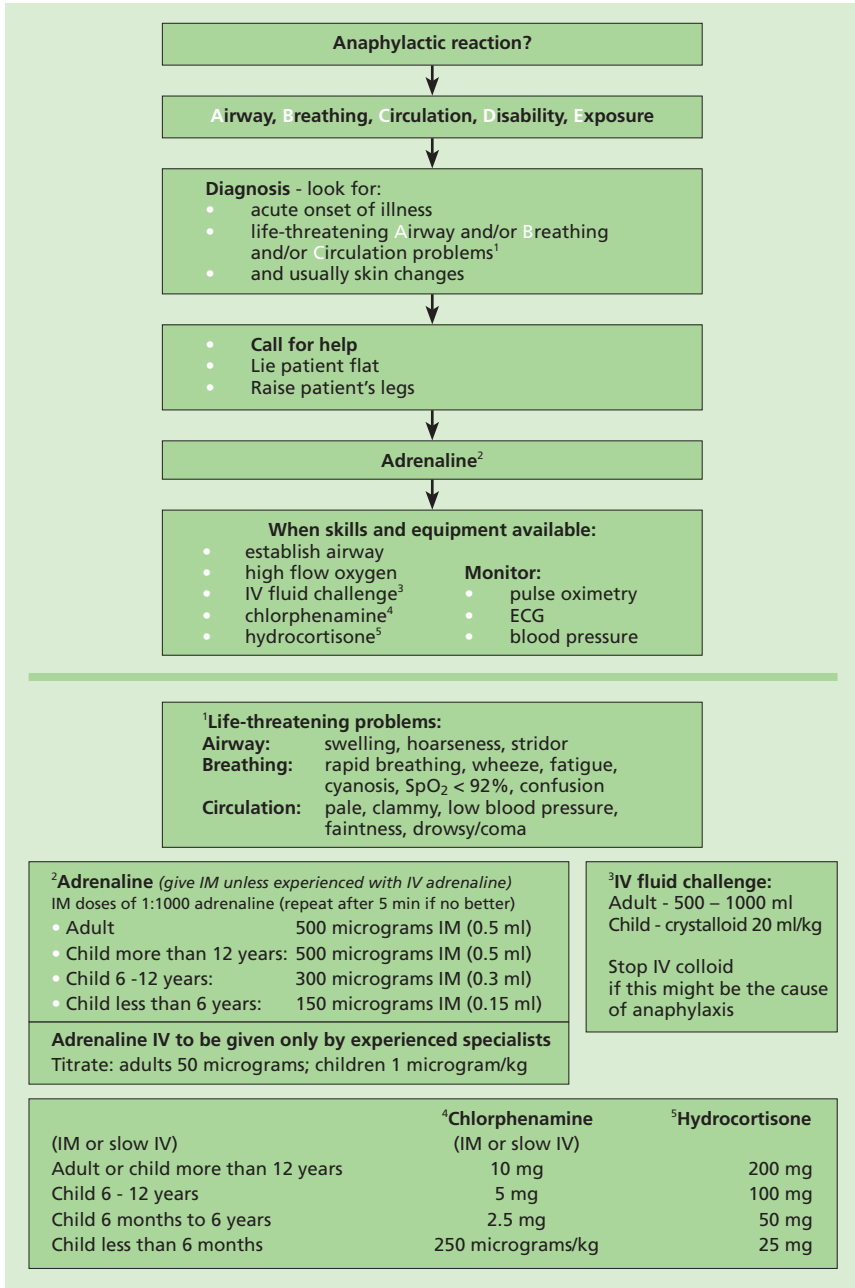 Anaphylactic reaction?
Airway, Breathing, Circulation, Disability, Exposure
Diagnosis - look for:
• acute onset of illness
• life-threatening Airway and/or Breathing
and/or Circulation problems¹
• and usually skin changes
• Call for help
• Lie patient flat
• Raise patient's legs
Adrenaline²
When skills and equipment available:
• establish airway
• high flow oxygen
• IV fluid challenge³
• chlorphenamine⁴
• hydrocortisone⁵
Monitor:
• pulse oximetry
• ECG
• blood pressure
¹Life-threatening problems:
Airway: swelling, hoarseness, stridor
Breathing: rapid breathing, wheeze, fatigue,
cyanosis, SpO₂ < 92%, confusion
Circulation: pale, clammy, low blood pressure,
faintness, drowsy/coma
²Adrenaline (give IM unless experienced with IV adrenaline)
IM doses of 1:1000 adrenaline (repeat after 5 min if no better)
• Adult 500 micrograms IM (0.5 ml)
• Child more than 12 years: 500 micrograms IM (0.5 ml)
• Child 6 -12 years: 300 micrograms IM (0.3 ml)
• Child less than 6 years: 150 micrograms IM (0.15 ml)
Adrenaline IV to be given only by experienced specialists
Titrate: adults 50 micrograms; children 1 microgram/kg
³IV fluid challenge:
Adult - 500 – 1000 ml
Child - crystalloid 20 ml/kg
Stop IV colloid
if this might be the cause
of anaphylaxis
⁴Chlorphenamine ⁵Hydrocortisone
(IM or slow IV) (IM or slow IV)
Adult or child more than 12 years 10 mg 200 mg
Child 6 - 12 years 5 mg 100 mg
Child 6 months to 6 years 2.5 mg 50 mg
Child less than 6 months 250 micrograms/kg 25 mg